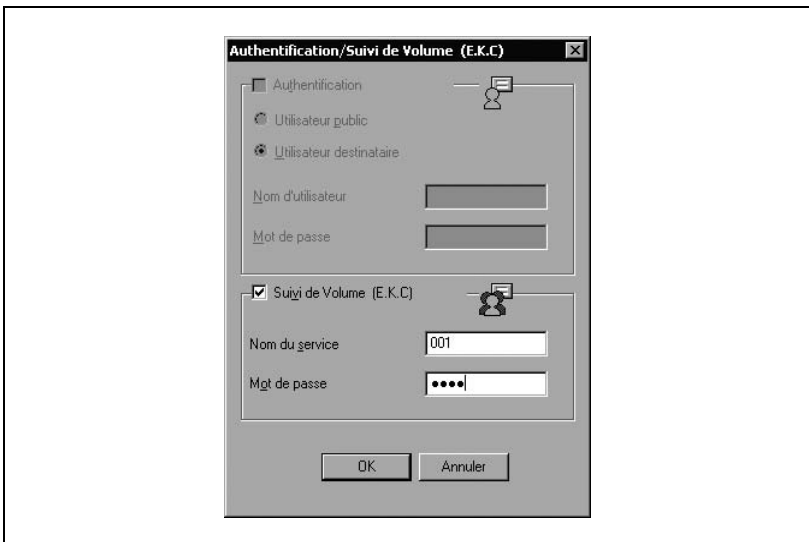 Authentification/Suivi de Volume (E.K.C)
Authentification
Utilisateur public
Utilisateur destinataire
Nom d'utilisateur
Mot de passe
Suivi de Volume (E.K.C)
Nom du service 001
Mot de passe ••••
OK Annuler